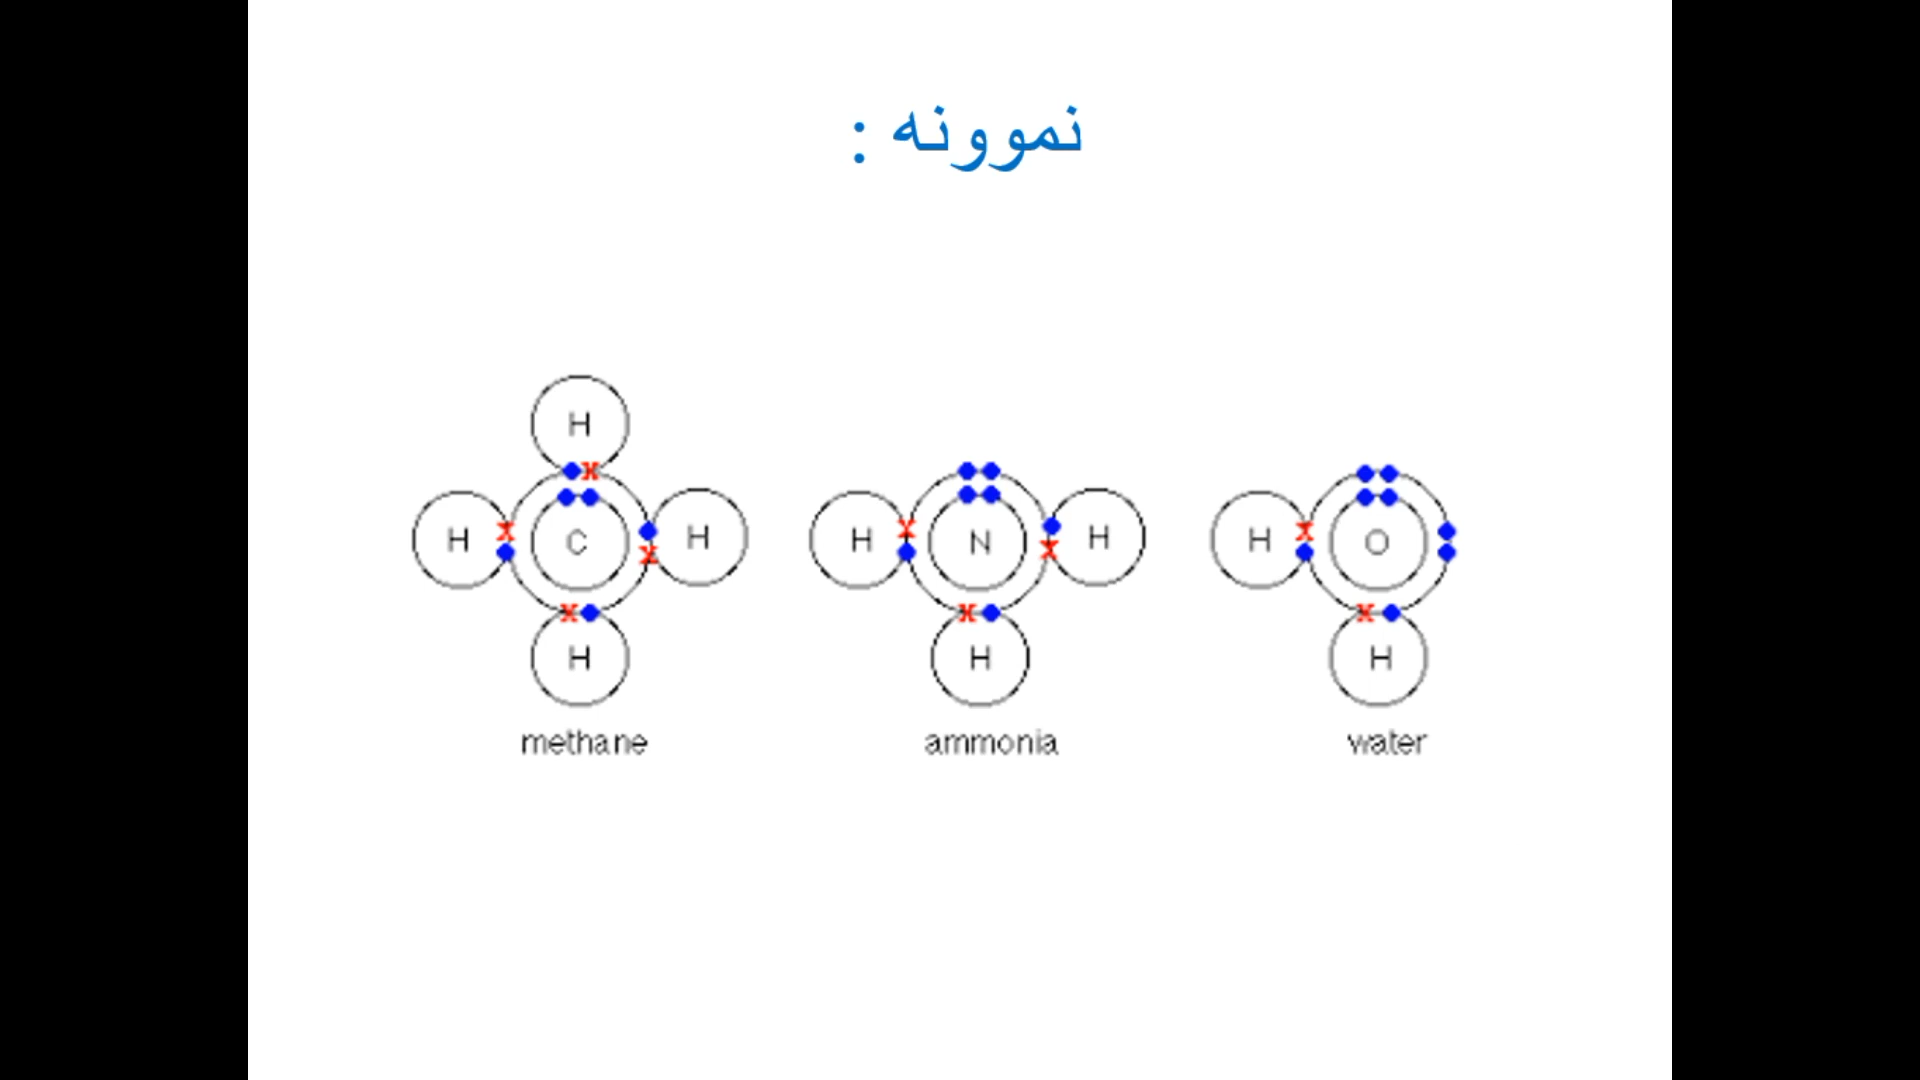 نموونه :
H
H C H
H
methane
H N H
H
ammonia
H O
H
water